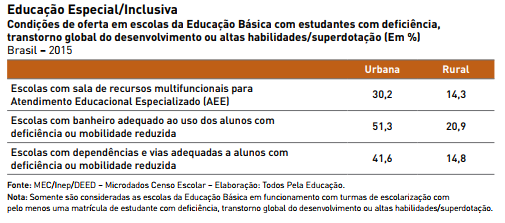 Educação Especial/Inclusiva
Condições de oferta em escolas da Educação Básica com estudantes com deficiência,
transtorno global do desenvolvimento ou altas habilidades/superdotação (Em %)
Brasil – 2015
Urbana Rural
Escolas com sala de recursos multifuncionais para
Atendimento Educacional Especializado (AEE) 30,2 14,3
Escolas com banheiro adequado ao uso dos alunos com
deficiência ou mobilidade reduzida 51,3 20,9
Escolas com dependências e vias adequadas a alunos com
deficiência ou mobilidade reduzida 41,6 14,8
Fonte: MEC/Inep/DEED – Microdados Censo Escolar – Elaboração: Todos Pela Educação.
Nota: Somente são consideradas as escolas da Educação Básica em funcionamento com turmas de escolarização com
pelo menos uma matrícula de estudante com deficiência, transtorno global do desenvolvimento ou altas habilidades/superdotação.